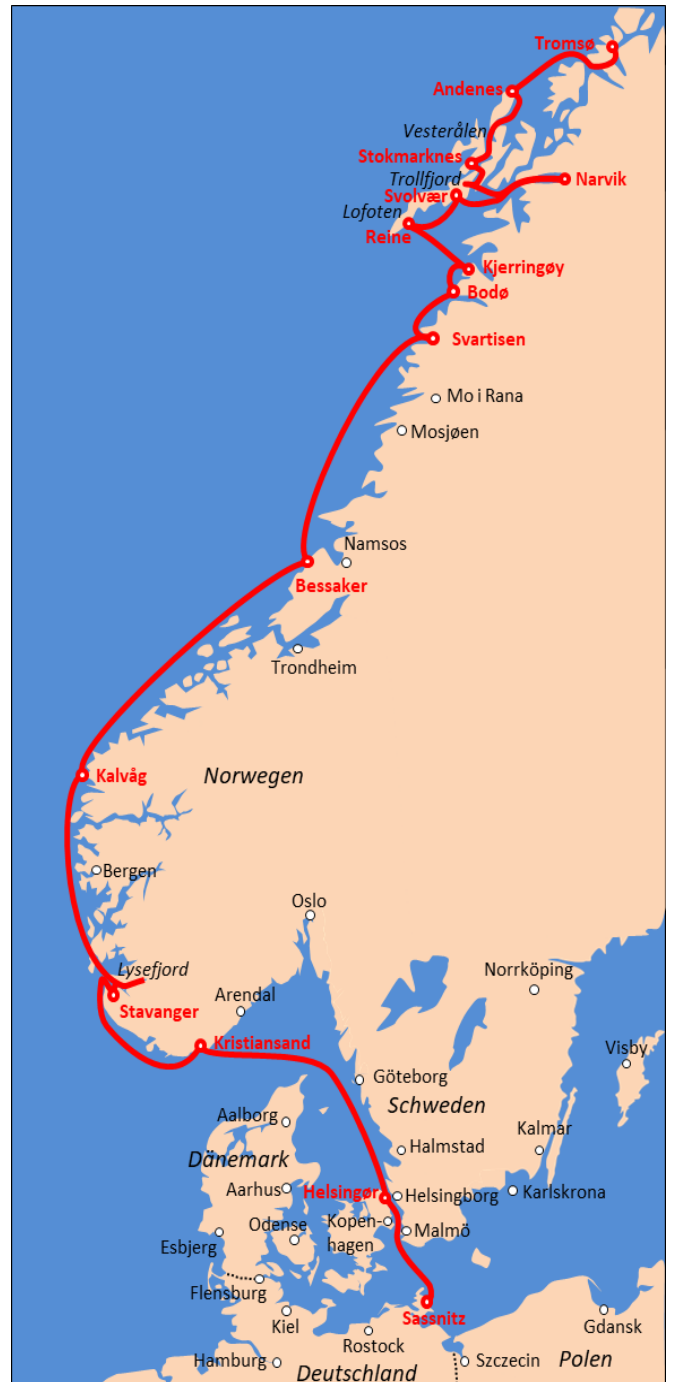 Tromsø
Andenes
Vesterålen
Stokmarknes
Trollfjord
Narvik
Svolvær
Lofoten
Reine
Kjerringøy
Bodø
Svartisen
Mo i Rana
Mosjøen
Namsos
Bessaker
Trondheim
Kalvåg
Norwegen
Bergen
Oslo
Lysefjord
Norrköping
Arendal
Stavanger
Kristiansand
Visby
Göteborg
Schweden
Aalborg
Kalmar
Halmstad
Dänemark
Aarhus
Helsingør
Helsingborg
Karlskrona
Odense
Kopen-
hagen
Malmö
Esbjerg
Flensburg
Sassnitz
Kiel
Gdansk
Rostock
Hamburg
Szczecin
Polen
Deutschland